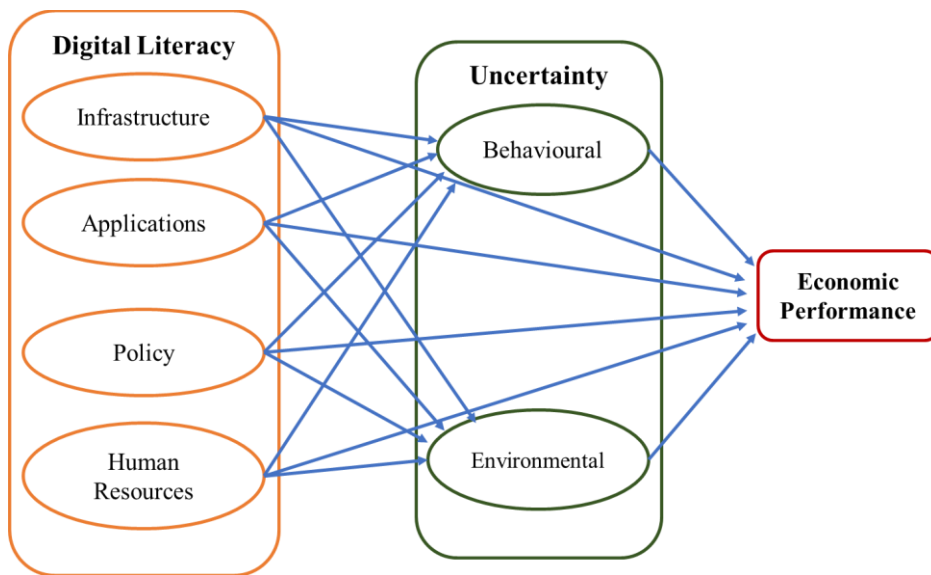 Digital Literacy
Infrastructure
Applications
Policy
Human
Resources
Uncertainty
Behavioural
Environmental
Economic
Performance